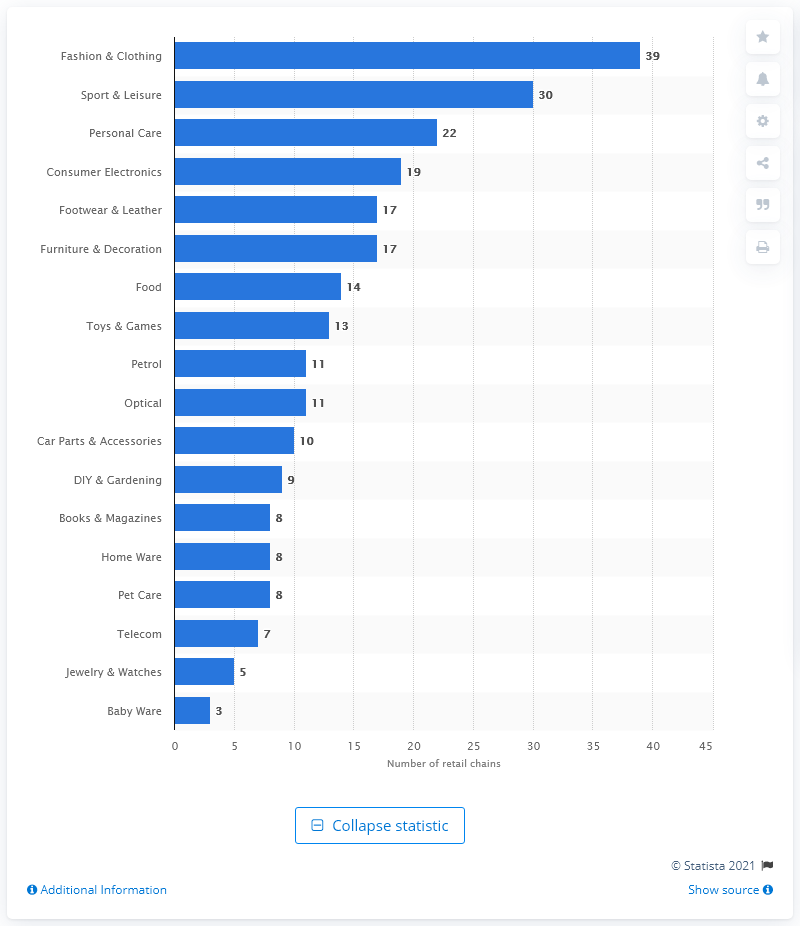 Fashion & Clothing 39
Sport & Leisure 30
Personal Care 22
Consumer Electronics 19
Footwear & Leather 17
Furniture & Decoration 17
Food 14
Toys & Games 13
Petrol 11
Optical 11
Car Parts & Accessories 10
DIY & Gardening 9
Books & Magazines 8
Home Ware 8
Pet Care 8
Telecom 7
Jewelry & Watches 5
Baby Ware 3
0 5 10 15 20 25 30 35 40 45
Number of retail chains
Collapse statistic
© Statista 2021
Additional Information Show source